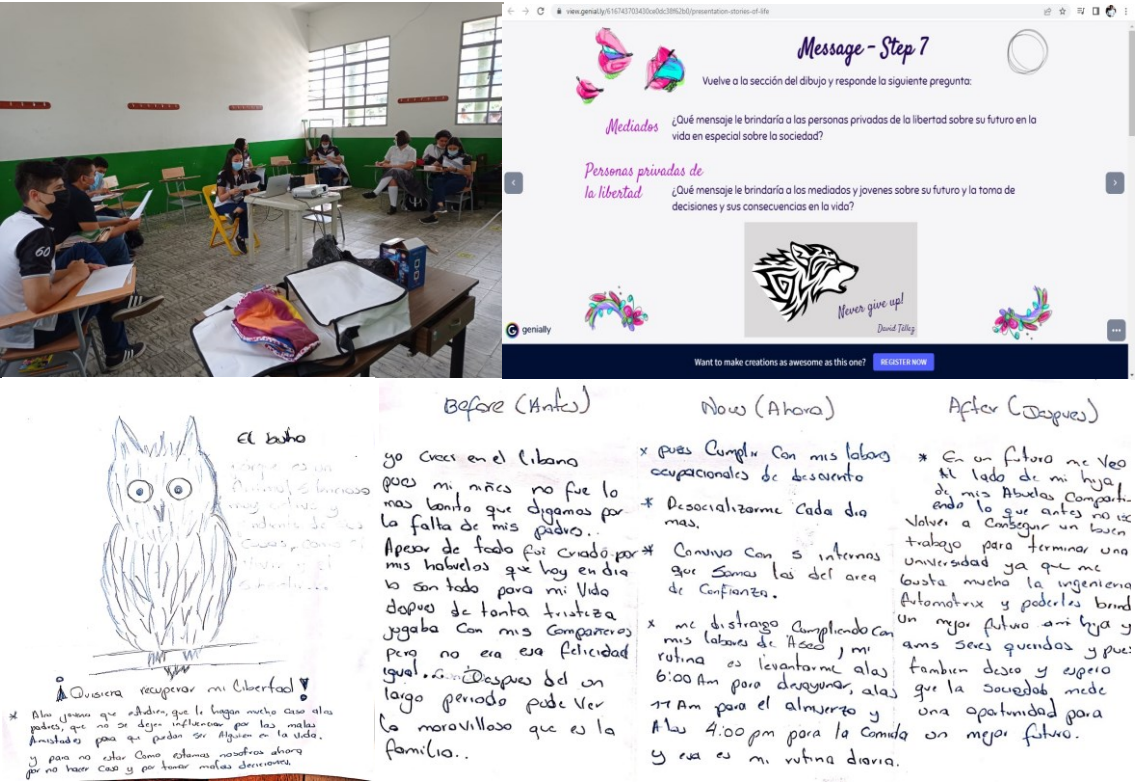 60
view.genial.ly/616743703430ce0dc38f62b0/presentation-stories-of-life
Message - Step 7
Vuelve a la sección del dibujo y responde la siguiente pregunta:
Mediados
¿Qué mensaje le brindaría a las personas privadas de la libertad sobre su futuro en la
vida en especial sobre la sociedad?
Personas privadas de
la libertad
¿Qué mensaje le brindaría a los mediados y jovenes sobre su futuro y la toma de
decisiones y sus consecuencias en la vida?
Never give up!
David Téllez
genially
Want to make creations as awesome as this one?
REGISTER NOW
El buho
porque es un
¡Quisiera recuperar mi libertad!
* Alos jovenes que estudien, que le hagan mucho caso alos
padres, que no se dejen influenciar por las malas
Amistades para que puedan ser Alguien en la vida.
y para no estar Como estamos nosotros ahora
por no hacer Caso y por tomar malas decisiones.
Before (Antes)
yo Creci en el libano
pues mi niñes no fue lo
mas bonito que digamos por
la falta de mis padres..
Apesar de todo fui criado por
mis habuelos que hoy en dia
lo son todo para mi Vida
dopues de tanta tristeza
jugaba Con mis Compañeros
pero no era esa felicidad
igual... Despues del un
largo periodo pude Ver
lo maravilloso que es la
familia..
Now (Ahora)
x pues Cumplir Con mis labores
ocupacionales de descuento
* Desocializarme Cada dia
mas.
* Convivo Con 5 internos
que Somos los del area
de Confianza.
x me distraigo Cumpliendo Con
mis labores de Aseo, mi
rutina es levantarme alas
6:00 Am para desayunar, alas
11 Am para el almuerzo y
Alas 4:00 pm para la Comida
y esa es mi rutina diaria.
After (Despues)
* En un futuro me Veo
Al lado de mi hija
de mis Abuelos Comparti
endo lo que antes no
Volver a Conseguir un buen
trabajo para terminar una
universidad ya que me
gusta mucho la ingenieria
Automotrix y poderles brind
Un mejor futuro ami hija y
ams seres queridos y pues
tambien deseo y espero
que la sociedad mede
una oportunidad para
un mejor futuro.